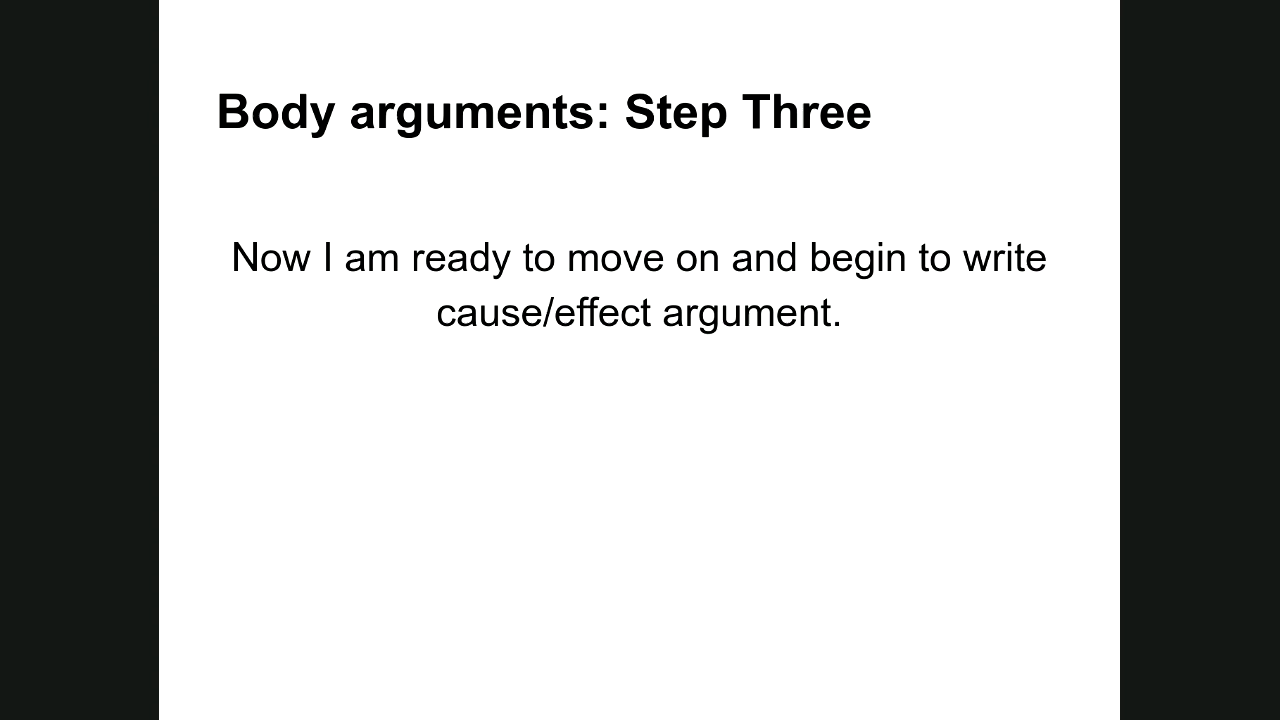 Body arguments: Step Three
Now I am ready to move on and begin to write
cause/effect argument.